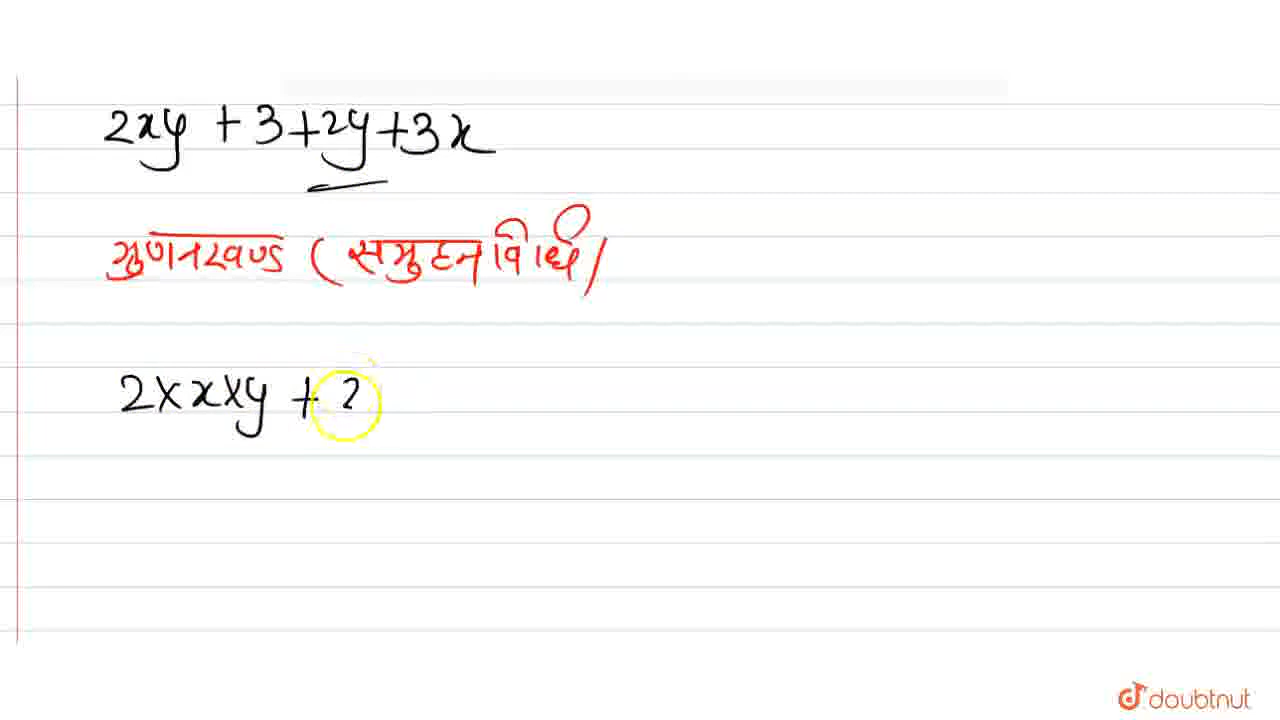 2xy + 3 + 2y + 3x
गुणनखण्ड ( समुहन विधि )
2 × x × y + 2
doubtnut